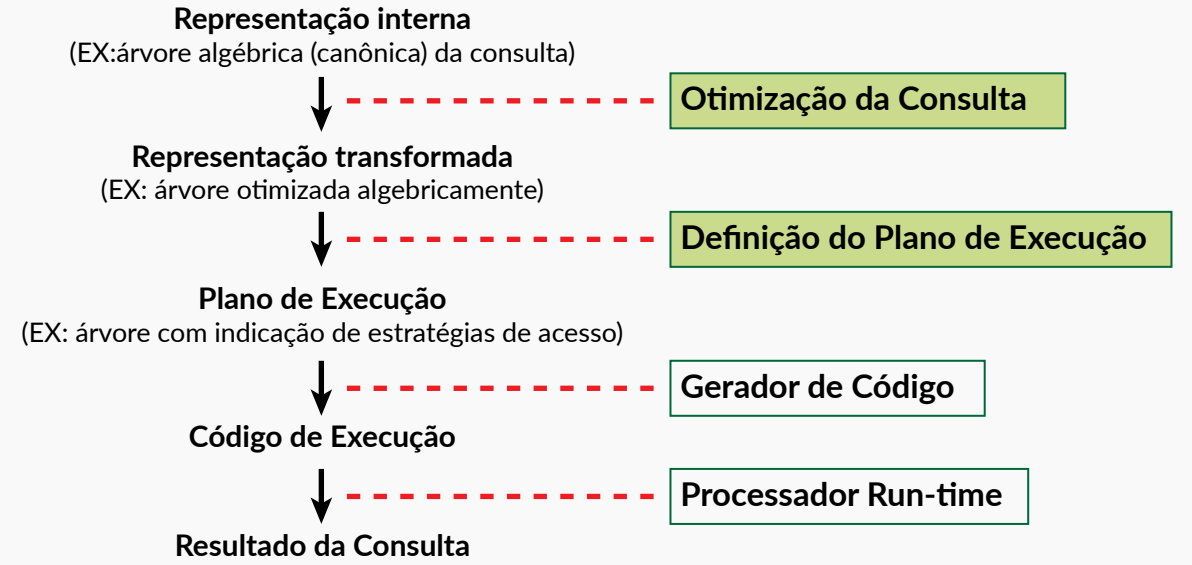 Representação interna
(EX:árvore algébrica (canônica) da consulta)
Otimização da Consulta
Representação transformada
(EX: árvore otimizada algebricamente)
Definição do Plano de Execução
Plano de Execução
(EX: árvore com indicação de estratégias de acesso)
Gerador de Código
Código de Execução
Processador Run-time
Resultado da Consulta